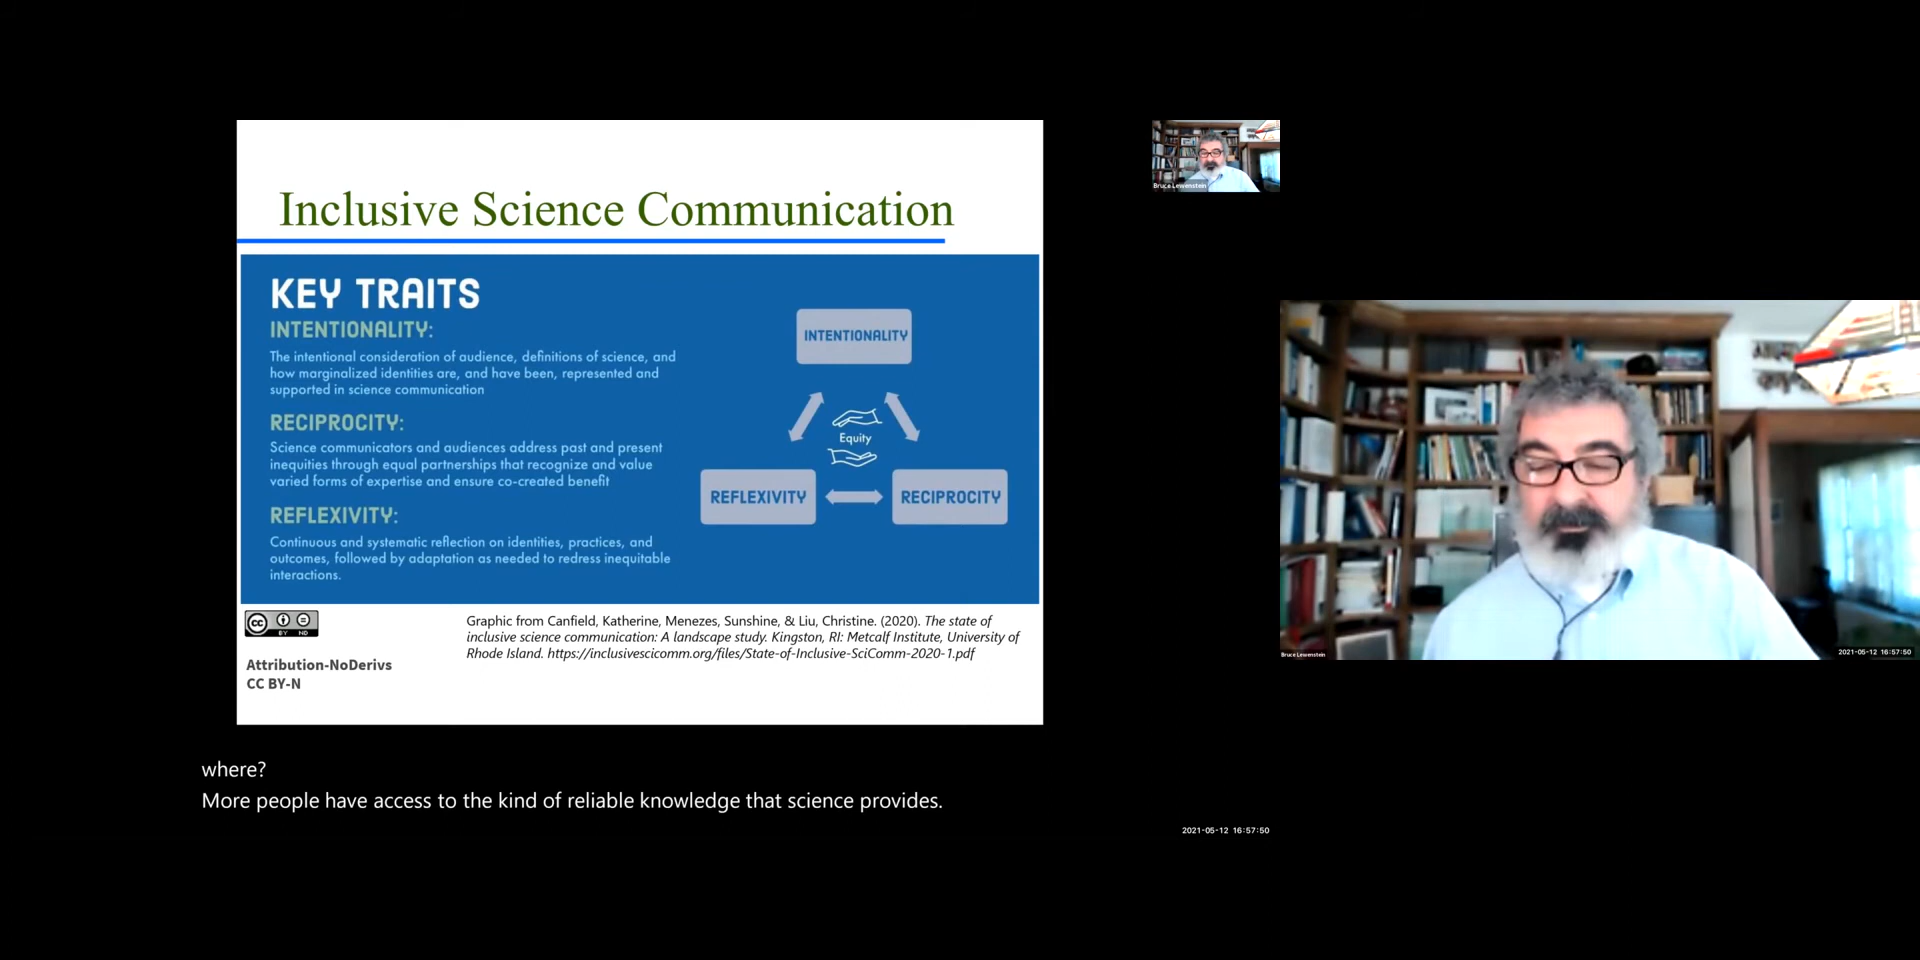 Inclusive Science Communication
KEY TRAITS
INTENTIONALITY:
The intentional consideration of audience, definitions of science, and
how marginalized identities are, and have been, represented and
supported in science communication
RECIPROCITY:
Science communicators and audiences address past and present
inequities through equal partnerships that recognize and value
varied forms of expertise and ensure co-created benefit
REFLEXIVITY:
Continuous and systematic reflection on identities, practices, and
outcomes, followed by adaptation as needed to redress inequitable
interactions.
INTENTIONALITY
Equity
REFLEXIVITY
RECIPROCITY
cc
BY ND
Attribution-NoDerivs
CC BY-N
Graphic from Canfield, Katherine, Menezes, Sunshine, & Liu, Christine. (2020). The state of
inclusive science communication: A landscape study. Kingston, RI: Metcalf Institute, University of
Rhode Island. https://inclusivescicomm.org/files/State-of-Inclusive-SciComm-2020-1.pdf
where?
More people have access to the kind of reliable knowledge that science provides.
2021-05-12 16:57:50
Bruce Lewenstein
Bruce Lewenstein
2021-05-12 16:57:50